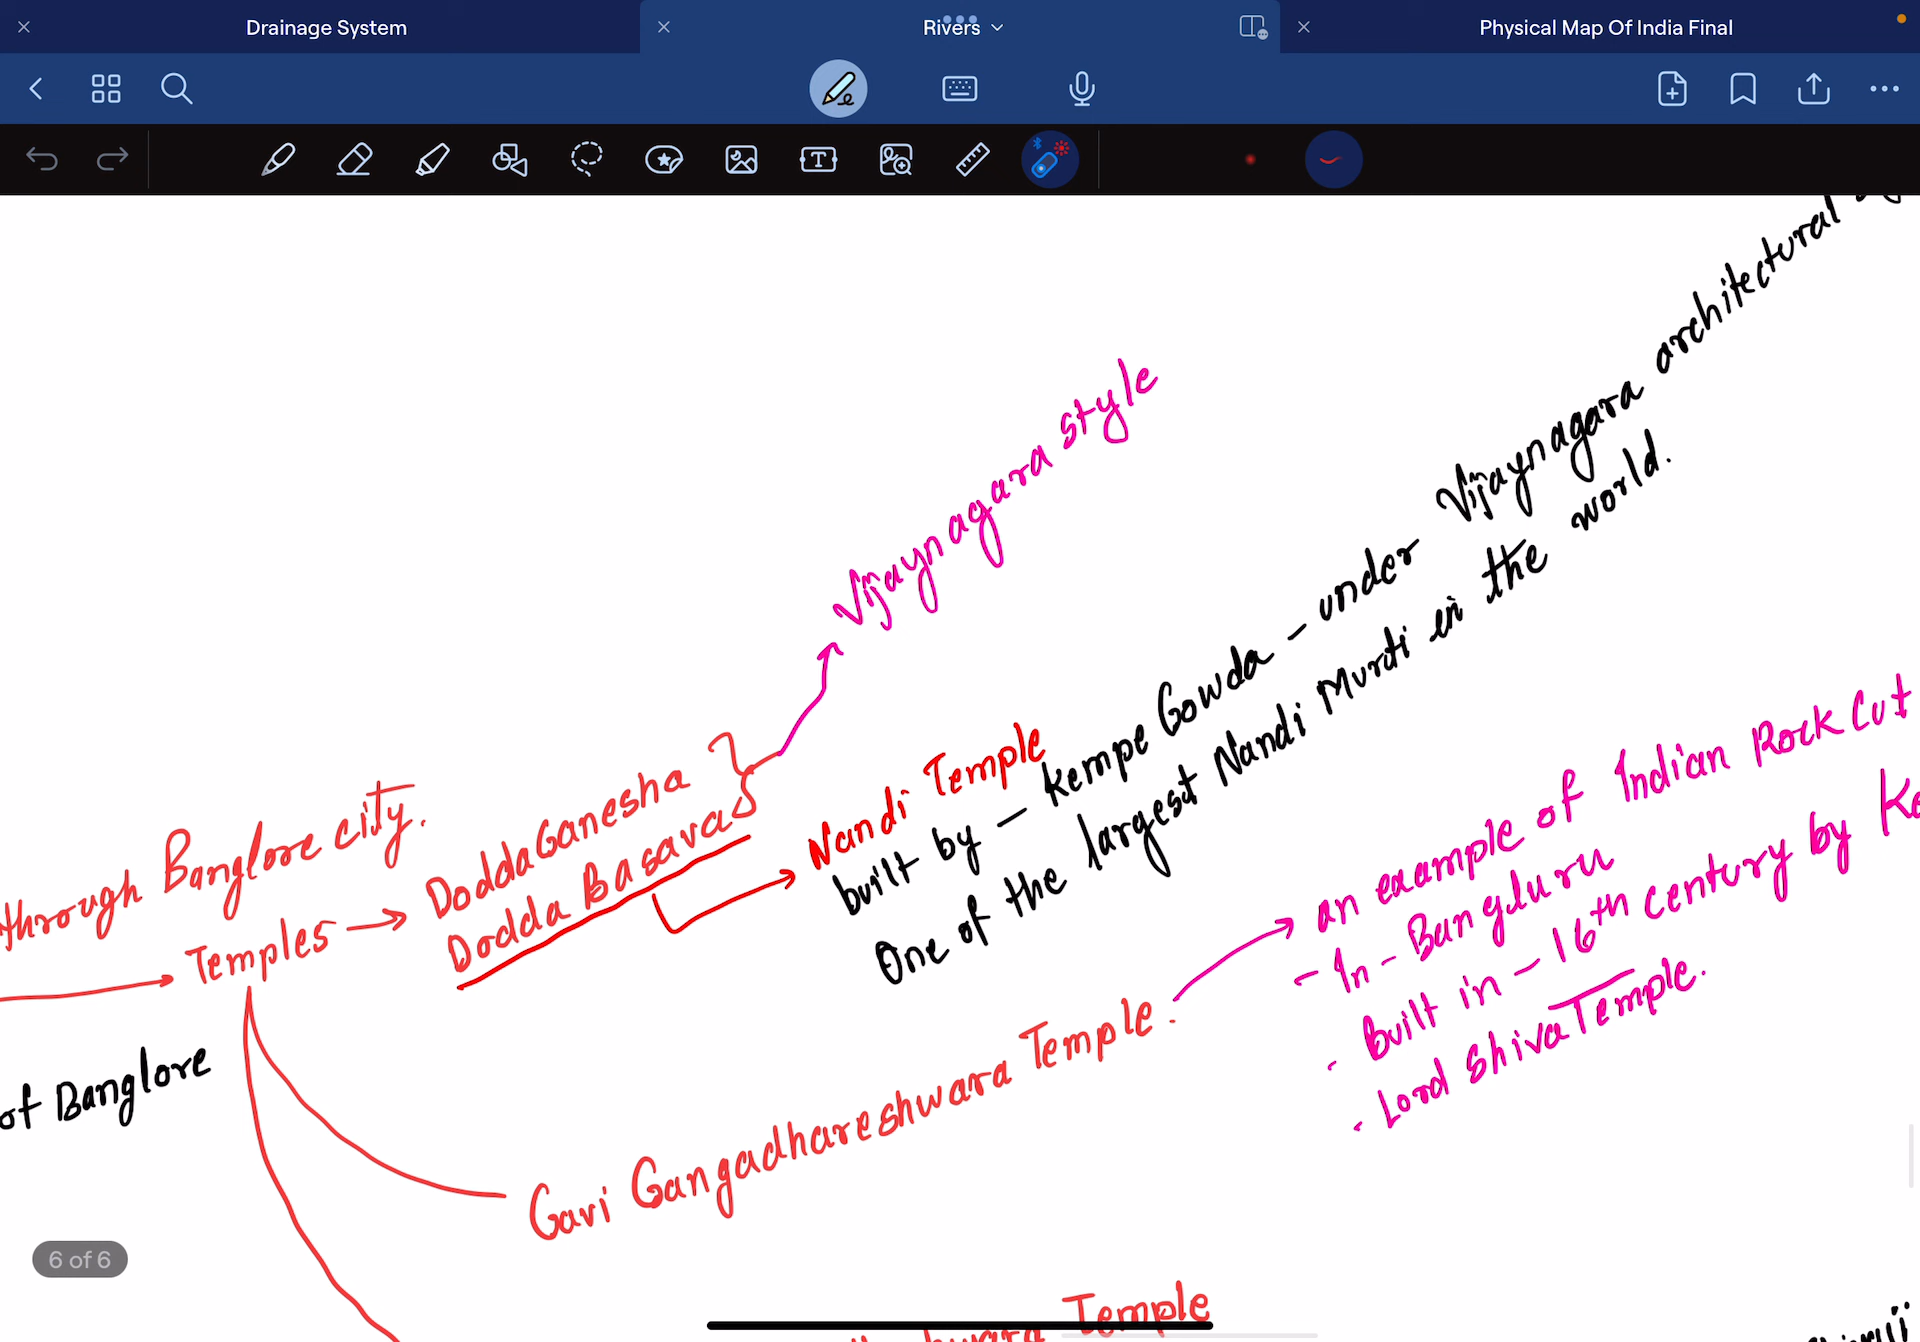 Drainage System
Rivers
Physical Map Of India Final
Vijaynagara style
through Banglore city.
Temples
Dodda Ganesha
Dodda Basava
Nandi Temple
built by - Kempe Gowda - under Vijaynagara architectural
One of the largest Nandi Murti in the world.
Gavi Gangadhareshwara Temple.
an example of Indian Rock Cut
- In - Bangluru
- Built in - 16th century by Ke
- Lord Shiva Temple.
of Banglore
6 of 6
Temple